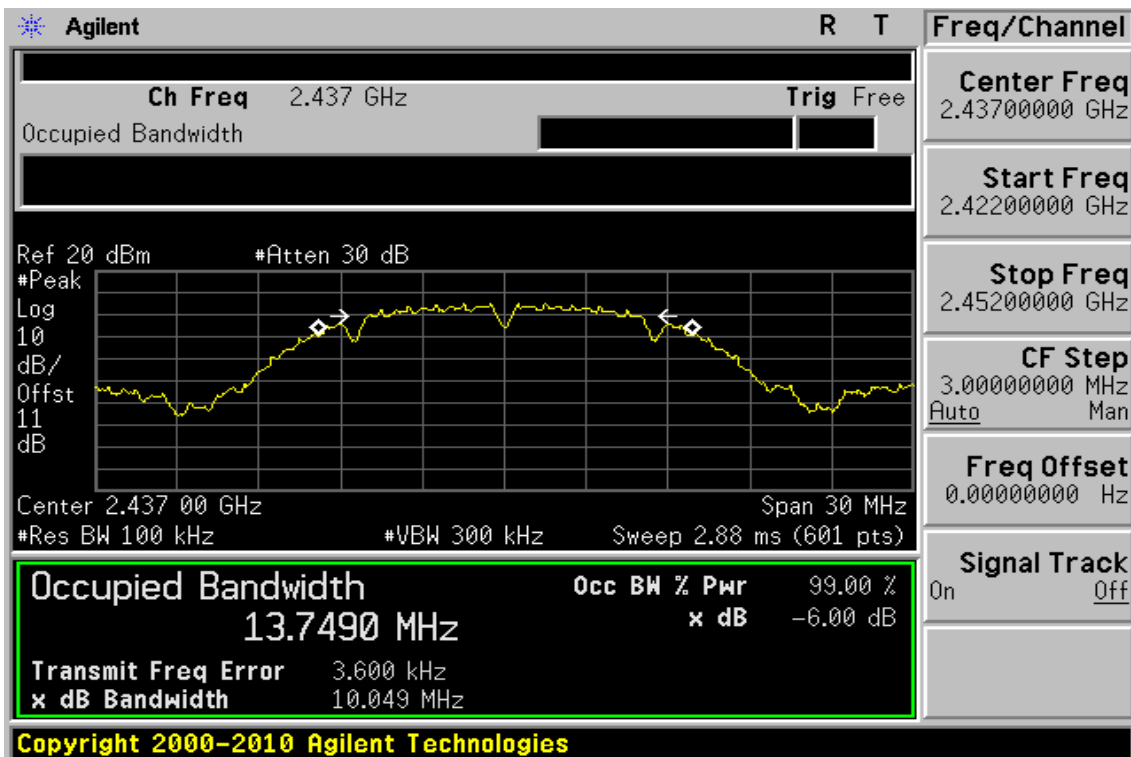 Agilent R T
Ch Freq 2.437 GHz Trig Free
Occupied Bandwidth
Ref 20 dBm #Atten 30 dB
#Peak
Log
10
dB/
Offst
11
dB
Center 2.437 00 GHz Span 30 MHz
#Res BW 100 kHz #VBW 300 kHz Sweep 2.88 ms (601 pts)
Occupied Bandwidth
13.7490 MHz
Occ BW % Pwr 99.00 %
x dB -6.00 dB
Transmit Freq Error 3.600 kHz
x dB Bandwidth 10.049 MHz
Copyright 2000-2010 Agilent Technologies
Freq/Channel
Center Freq
2.43700000 GHz
Start Freq
2.42200000 GHz
Stop Freq
2.45200000 GHz
CF Step
3.00000000 MHz
Auto Man
Freq Offset
0.00000000 Hz
Signal Track
On Off